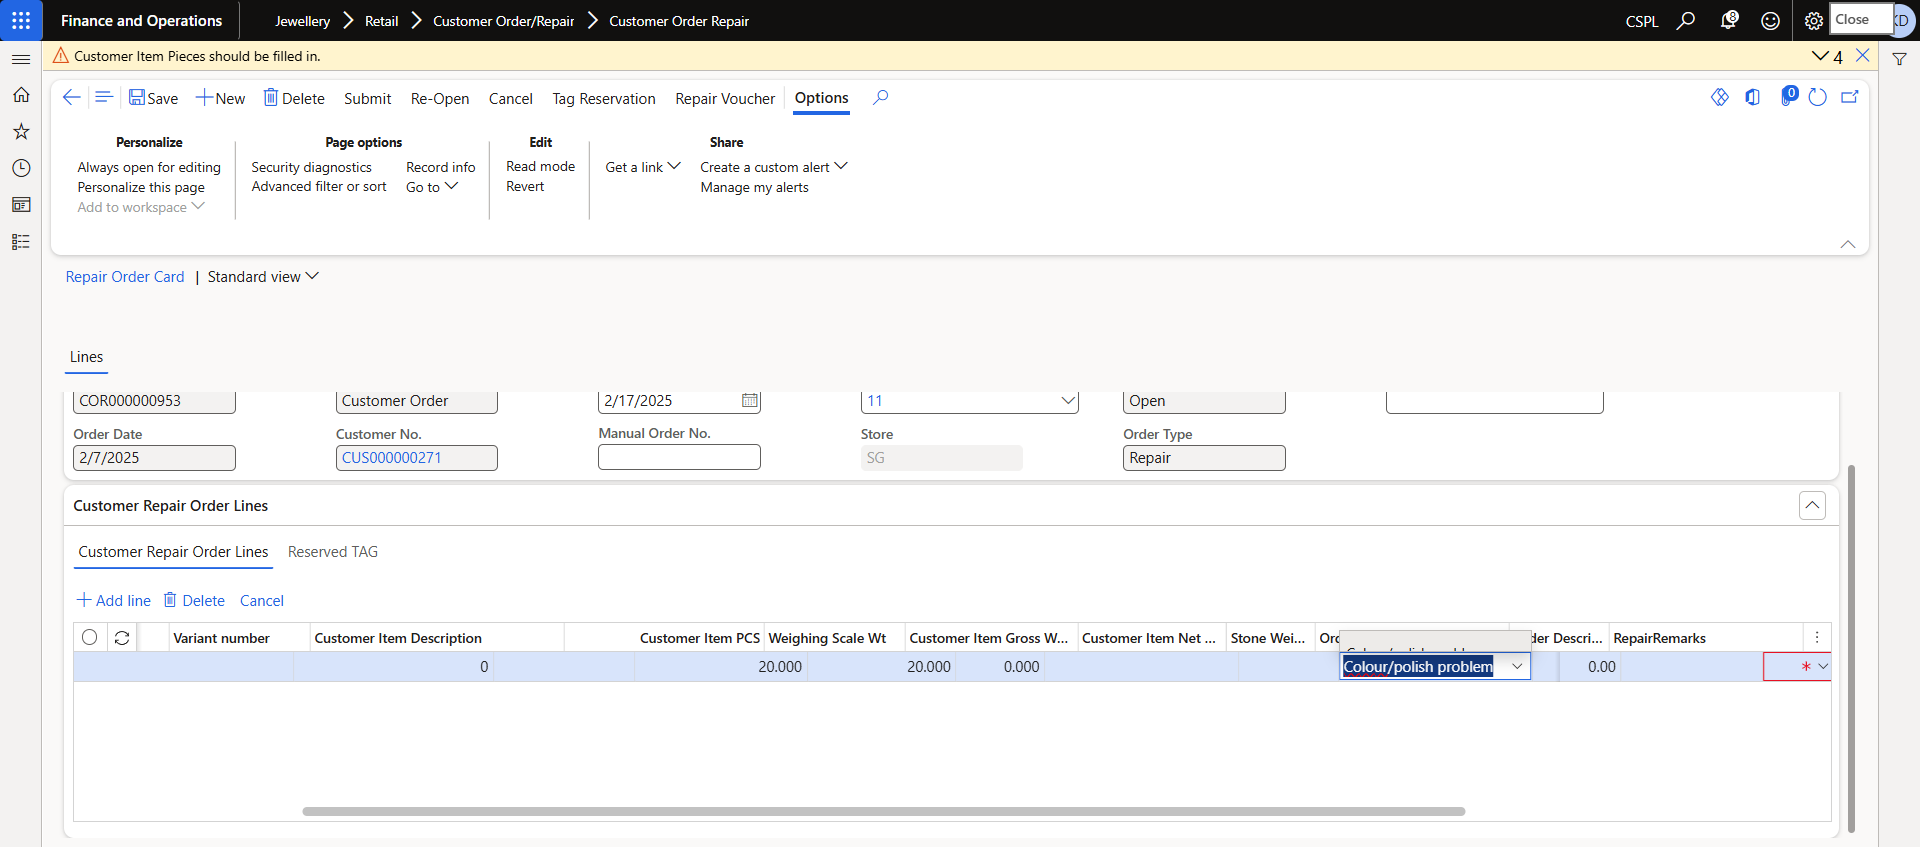 Finance and Operations
Jewellery
Retail
Customer Order/Repair
Customer Order Repair
CSPL
8
Close
Customer Item Pieces should be filled in.
4
Save
New
Delete
Submit
Re-Open
Cancel
Tag Reservation
Repair Voucher
Options
0
Personalize
Always open for editing
Personalize this page
Add to workspace
Page options
Security diagnostics
Advanced filter or sort
Record info
Go to
Edit
Read mode
Revert
Share
Get a link
Create a custom alert
Manage my alerts
Repair Order Card | Standard view
Lines
COR000000953
Customer Order
2/17/2025
11
Open
Order Date
Customer No.
Manual Order No.
Store
Order Type
2/7/2025
CUS000000271
SG
Repair
Customer Repair Order Lines
Customer Repair Order Lines
Reserved TAG
Add line
Delete
Cancel
Variant number
Customer Item Description
Customer Item PCS
Weighing Scale Wt
Customer Item Gross W...
Customer Item Net ...
Stone Wei...
RepairRemarks
0
20.000
20.000
0.000
Colour/polish problem
0.00
*